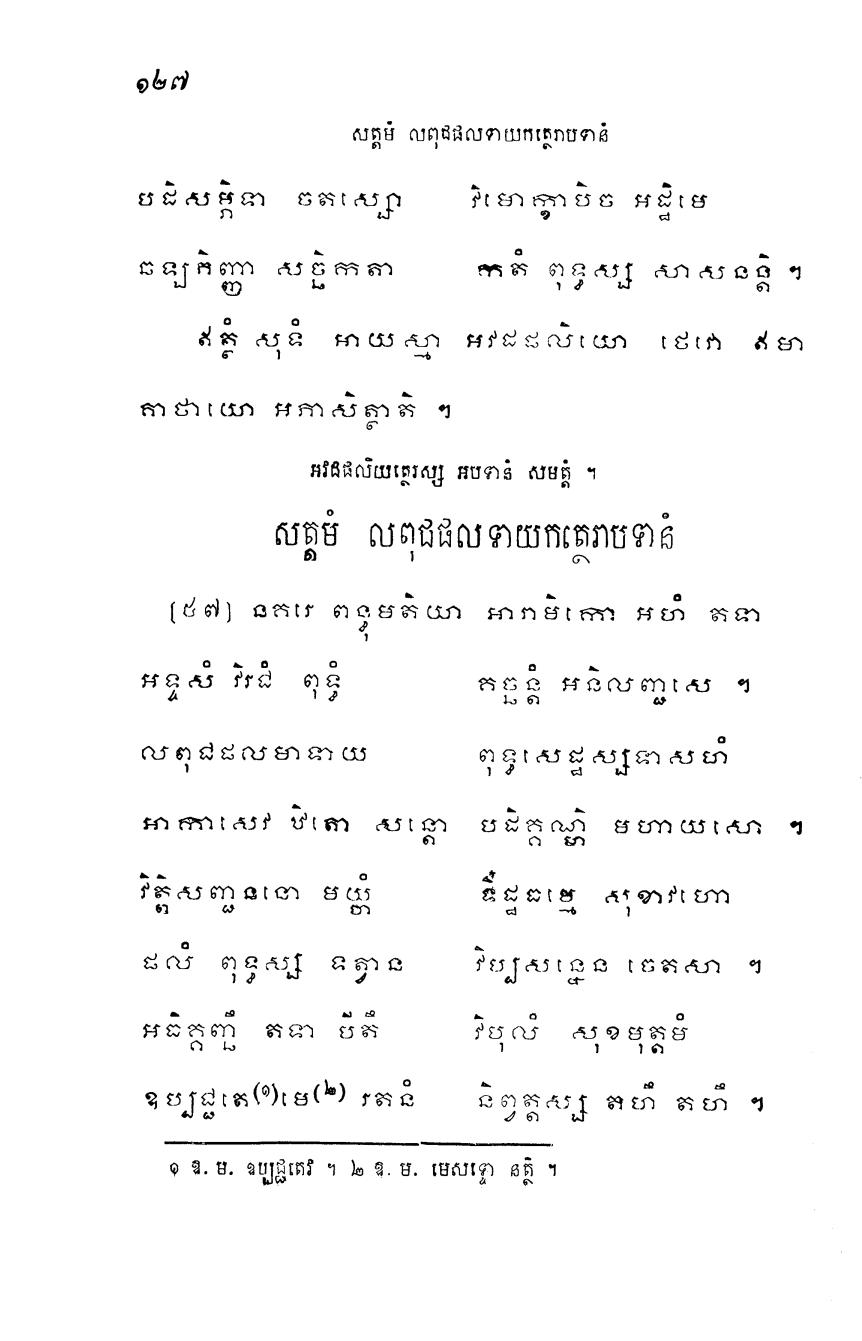 ១២៧
សត្តមំ លពុជផលទាយកត្ថេរាបទានំ
បដិសម្ភិទា ចតស្សោ វិមោក្ខាបិច អដ្ឋិមេ
ឆឡភិញ្ញា សច្ឆិកតា កតំ ពុទ្ធស្ស សាសនន្តិ ។
ឥត្ថំ សុទំ អាយស្មា អវដផលិយោ ថេរោ ឥមា
គាថាយោ អភាសិត្ថាតិ ។
អវដផលិយត្ថេរស្ស អបទានំ សមត្តំ ។
សត្តមំ លពុជផលទាយកត្ថេរាបទានំ
[៥៧] នគរេ ពន្ធុមតិយា អារាមិកោ អហំ តទា
អទ្ទសំ វិរជំ ពុទ្ធំ គច្ឆន្តំ អនិលញ្ជសេ ។
លពុជផលមាទាយ ពុទ្ធសេដ្ឋស្សទាសហំ
អាកាសេវ ឋិតោ សន្តោ បដិគ្គណ្ហិ មហាយសោ ។
វិត្តិសញ្ជននោ មយ្ហំ ទិដ្ឋធម្មេ សុខាវហោ
ផលំ ពុទ្ធស្ស ទត្វាន វិប្បសន្នេន ចេតសា ។
អធិគ្គញ្ឆឹ តទា បីតឹ វិបុលំ សុខមុត្តមំ
ឧប្បជ្ជតេ(១)មេ(២) រតនំ និព្វត្តស្ស តហឹ តហឹ ។
១ ឱ. ម. ឧប្បជ្ជតេវ ។ ២ ឱ. ម. មេសទ្ទោ នត្ថិ ។